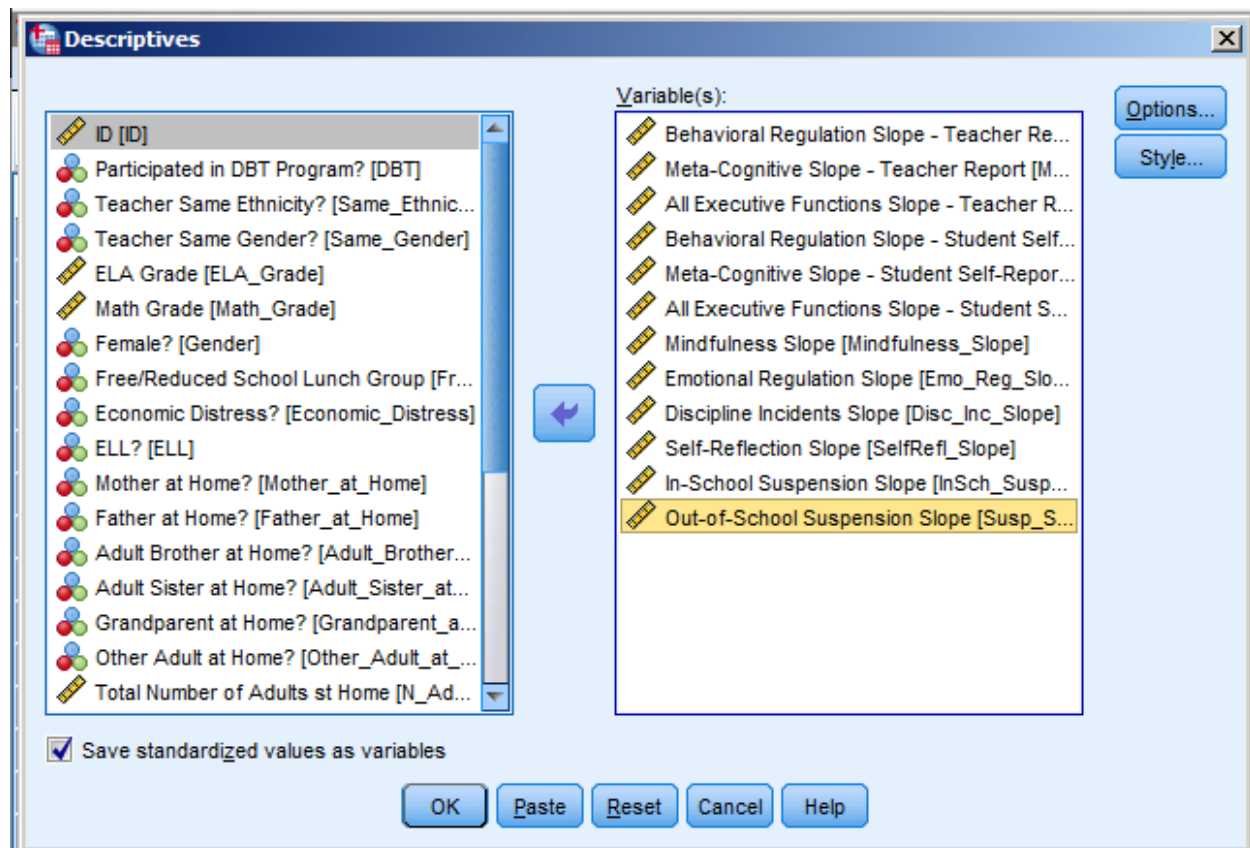 Descriptives
ID [ID]
Participated in DBT Program? [DBT]
Teacher Same Ethnicity? [Same_Ethnic...
Teacher Same Gender? [Same_Gender]
ELA Grade [ELA_Grade]
Math Grade [Math_Grade]
Female? [Gender]
Free/Reduced School Lunch Group [Fr...
Economic Distress? [Economic_Distress]
ELL? [ELL]
Mother at Home? [Mother_at_Home]
Father at Home? [Father_at_Home]
Adult Brother at Home? [Adult_Brother...
Adult Sister at Home? [Adult_Sister_at...
Grandparent at Home? [Grandparent_a...
Other Adult at Home? [Other_Adult_at_...
Total Number of Adults st Home [N_Ad...
Variable(s):
Behavioral Regulation Slope - Teacher Re...
Meta-Cognitive Slope - Teacher Report [M...
All Executive Functions Slope - Teacher R...
Behavioral Regulation Slope - Student Self...
Meta-Cognitive Slope - Student Self-Repor...
All Executive Functions Slope - Student S...
Mindfulness Slope [Mindfulness_Slope]
Emotional Regulation Slope [Emo_Reg_Slo...
Discipline Incidents Slope [Disc_Inc_Slope]
Self-Reflection Slope [SelfRefl_Slope]
In-School Suspension Slope [InSch_Susp...
Out-of-School Suspension Slope [Susp_S...
Options...
Style...
Save standardized values as variables
OK Paste Reset Cancel Help